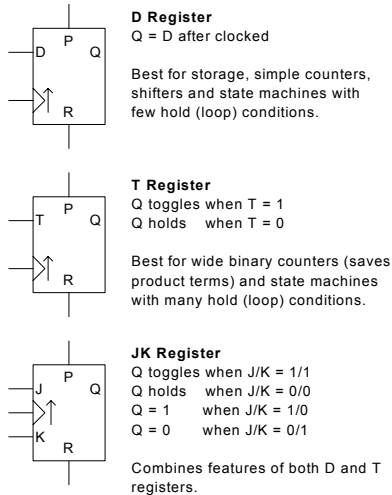 D Register
P
D Q
Q = D after clocked
R
Best for storage, simple counters,
shifters and state machines with
few hold (loop) conditions.
T Register
P
T Q
Q toggles when T = 1
Q holds when T = 0
R
Best for wide binary counters (saves
product terms) and state machines
with many hold (loop) conditions.
JK Register
P
J Q
K
R
Q toggles when J/K = 1/1
Q holds when J/K = 0/0
Q = 1 when J/K = 1/0
Q = 0 when J/K = 0/1
Combines features of both D and T
registers.